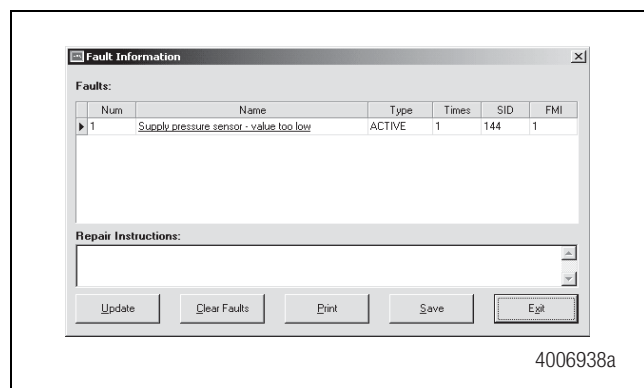 Fault Information
Faults:
Num Name Type Times SID FMI
1 Supply pressure sensor - value too low ACTIVE 1 144 1
Repair Instructions:
Update Clear Faults Print Save Exit
4006938a